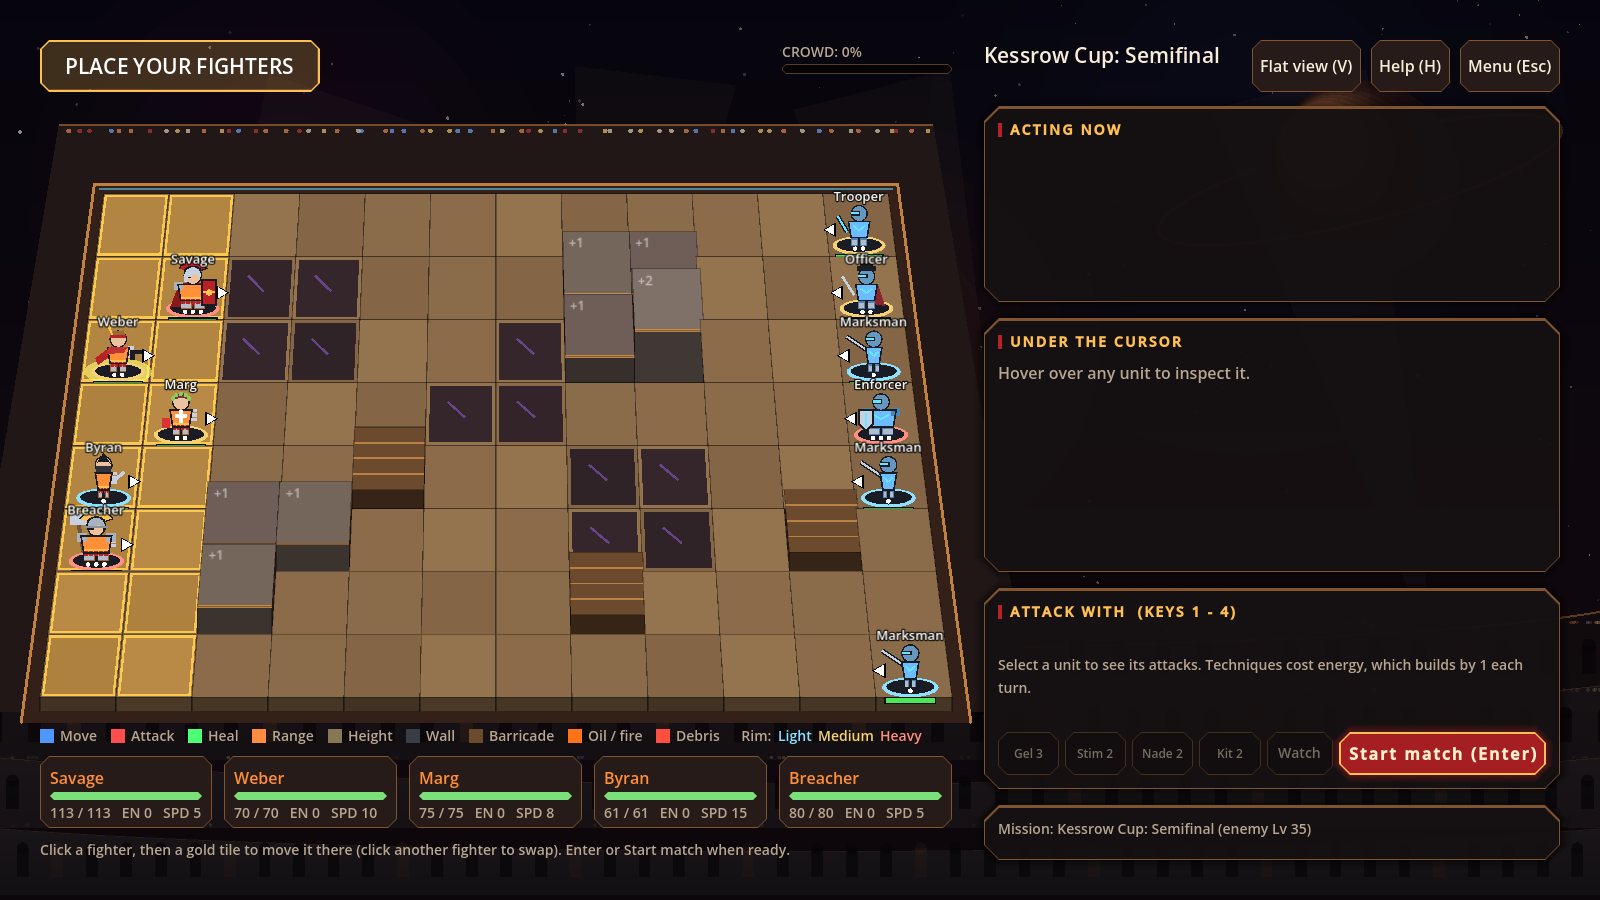 PLACE YOUR FIGHTERS
CROWD: 0%
Kessrow Cup: Semifinal
Flat view (V)
Help (H)
Menu (Esc)
ACTING NOW
UNDER THE CURSOR
Hover over any unit to inspect it.
ATTACK WITH (KEYS 1 - 4)
Select a unit to see its attacks. Techniques cost energy, which builds by 1 each
turn.
Gel 3
Stim 2
Nade 2
Kit 2
Watch
Start match (Enter)
Mission: Kessrow Cup: Semifinal (enemy Lv 35)
Trooper
+1
+1
Savage
Officer
+2
+1
Weber
Marksman
Marg
Enforcer
Byran
Marksman
+1
+1
Breacher
+1
Marksman
Move
Attack
Heal
Range
Height
Wall
Barricade
Oil / fire
Debris
Rim: Light Medium Heavy
Savage
113 / 113 EN 0 SPD 5
Weber
70 / 70 EN 0 SPD 10
Marg
75 / 75 EN 0 SPD 8
Byran
61 / 61 EN 0 SPD 15
Breacher
80 / 80 EN 0 SPD 5
Click a fighter, then a gold tile to move it there (click another fighter to swap). Enter or Start match when ready.